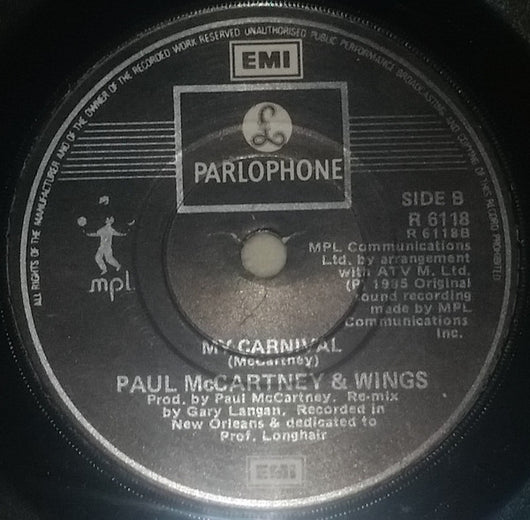 ALL RIGHTS OF THE MANUFACTURER AND OF THE OWNER OF THE RECORDED WORK RESERVED UNAUTHORISED PUBLIC PERFORMANCE BROADCASTING AND COPYING OF THIS RECORD PROHIBITED
EMI
£
PARLOPHONE
SIDE B
R 6118
R 6118B
MPL Communications
Ltd. by arrangement
with ATV M. Ltd.
(P) 1985 Original
sound recording
made by MPL
Communications
Inc.
mpl
MY CARNIVAL
(McCartney)
PAUL McCARTNEY & WINGS
Prod. by Paul McCartney. Re-mix
by Gary Langan, Recorded in
New Orleans & dedicated to
Prof. Longhair
EMI